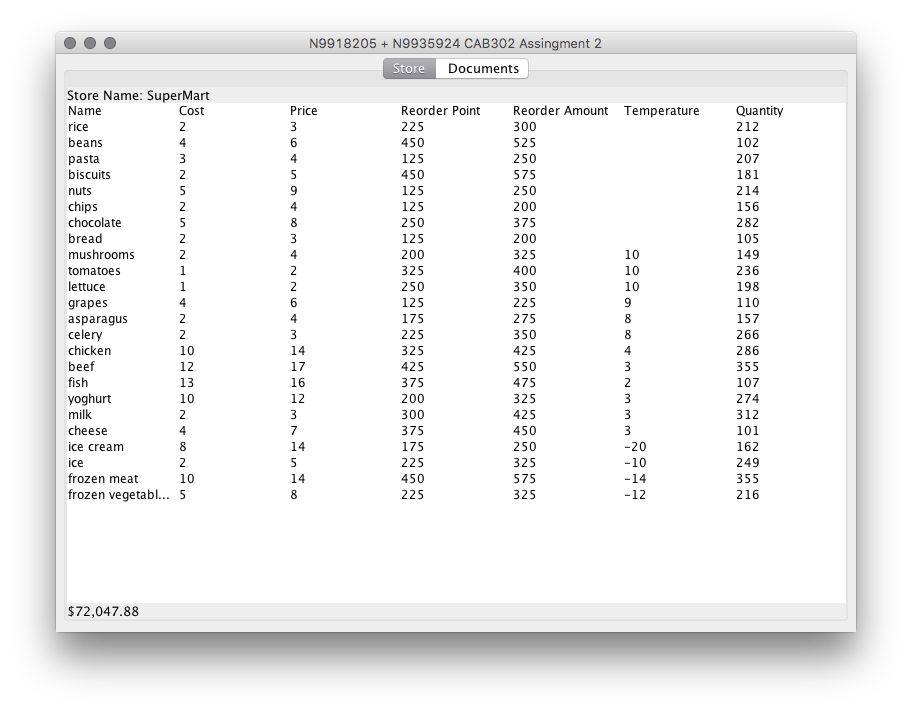 N9918205 + N9935924 CAB302 Assingment 2
Store Documents
Store Name: SuperMart
Name Cost Price Reorder Point Reorder Amount Temperature Quantity
rice 2 3 225 300 212
beans 4 6 450 525 102
pasta 3 4 125 250 207
biscuits 2 5 450 575 181
nuts 5 9 125 250 214
chips 2 4 125 200 156
chocolate 5 8 250 375 282
bread 2 3 125 200 105
mushrooms 2 4 200 325 10 149
tomatoes 1 2 325 400 10 236
lettuce 1 2 250 350 10 198
grapes 4 6 125 225 9 110
asparagus 2 4 175 275 8 157
celery 2 3 225 350 8 266
chicken 10 14 325 425 4 286
beef 12 17 425 550 3 355
fish 13 16 375 475 2 107
yoghurt 10 12 200 325 3 274
milk 2 3 300 425 3 312
cheese 4 7 375 450 3 101
ice cream 8 14 175 250 -20 162
ice 2 5 225 325 -10 249
frozen meat 10 14 450 575 -14 355
frozen vegetabl... 5 8 225 325 -12 216
$72,047.88